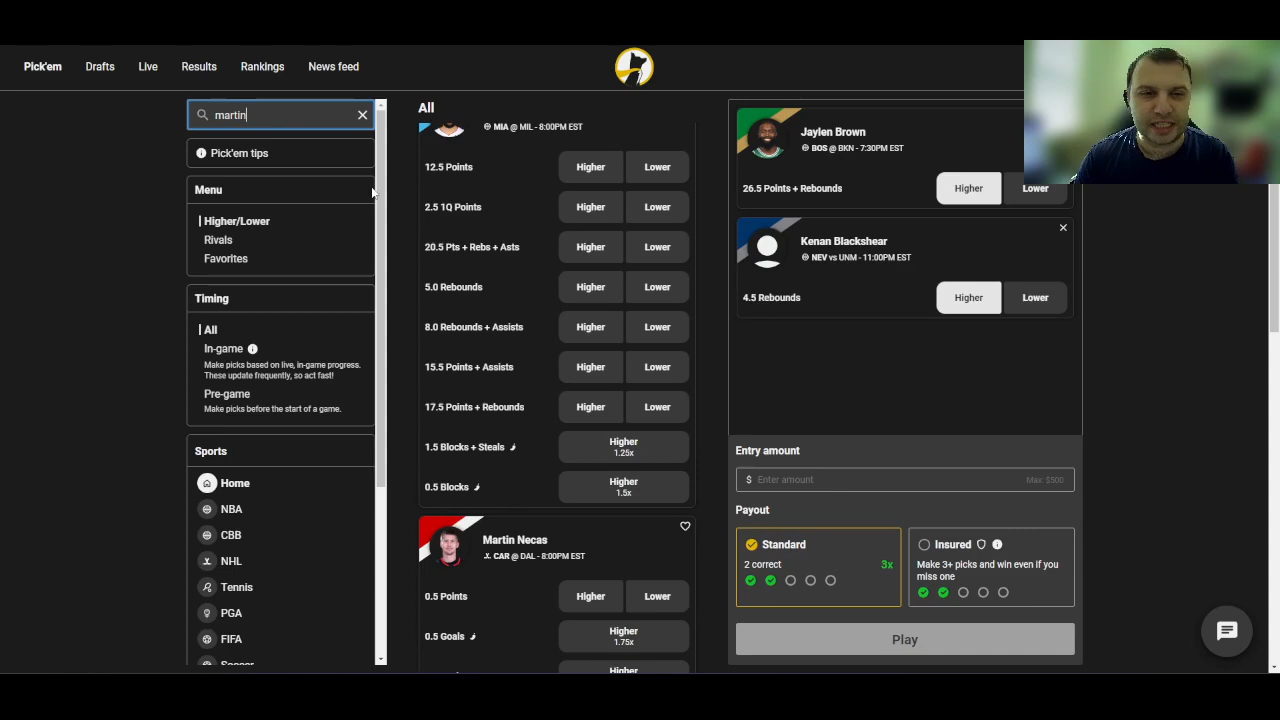 Pick'em
Drafts
Live
Results
Rankings
News feed
martin
Pick'em tips
Menu
Higher/Lower
Rivals
Favorites
Timing
All
In-game
Make picks based on live, in-game progress.
These update frequently, so act fast!
Pre-game
Make picks before the start of a game.
Sports
Home
NBA
CBB
NHL
Tennis
PGA
FIFA
Soccer
All
MIA @ MIL - 8:00PM EST
12.5 Points Higher Lower
2.5 1Q Points Higher Lower
20.5 Pts + Rebs + Asts Higher Lower
5.0 Rebounds Higher Lower
8.0 Rebounds + Assists Higher Lower
15.5 Points + Assists Higher Lower
17.5 Points + Rebounds Higher Lower
1.5 Blocks + Steals Higher
1.25x
0.5 Blocks Higher
1.5x
Martin Necas
CAR @ DAL - 8:00PM EST
0.5 Points Higher Lower
0.5 Goals Higher
1.75x
Higher
Jaylen Brown
BOS @ BKN - 7:30PM EST
26.5 Points + Rebounds Higher Lower
Kenan Blackshear
NEV vs UNM - 11:00PM EST
4.5 Rebounds Higher Lower
Entry amount
$ Enter amount Max: $500
Payout
Standard
2 correct 3x
Insured
Make 3+ picks and win even if you
miss one
Play